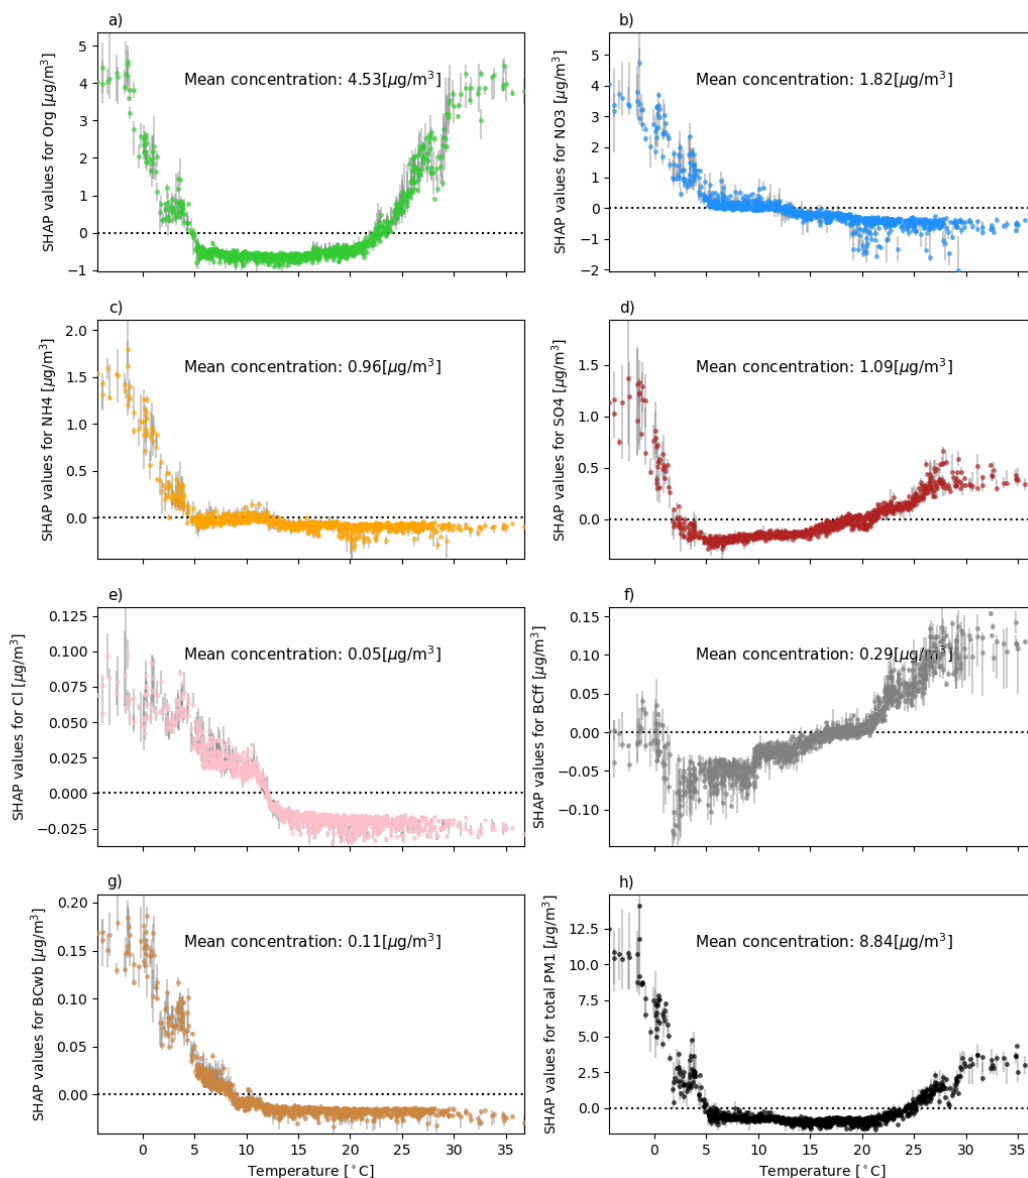 a)
SHAP values for Org [μg/m³]
5
4
3
2
1
0
−1
Mean concentration: 4.53[μg/m³]
b)
SHAP values for NO3 [μg/m³]
5
4
3
2
1
0
−1
−2
Mean concentration: 1.82[μg/m³]
c)
SHAP values for NH4 [μg/m³]
2.0
1.5
1.0
0.5
0.0
Mean concentration: 0.96[μg/m³]
d)
SHAP values for SO4 [μg/m³]
1.5
1.0
0.5
0.0
Mean concentration: 1.09[μg/m³]
e)
SHAP values for Cl [μg/m³]
0.125
0.100
0.075
0.050
0.025
0.000
−0.025
Mean concentration: 0.05[μg/m³]
f)
SHAP values for BCff [μg/m³]
0.15
0.10
0.05
0.00
−0.05
−0.10
Mean concentration: 0.29[μg/m³]
g)
SHAP values for BCwb [μg/m³]
0.20
0.15
0.10
0.05
0.00
Mean concentration: 0.11[μg/m³]
0 5 10 15 20 25 30 35
Temperature [°C]
h)
SHAP values for total PM1 [μg/m³]
12.5
10.0
7.5
5.0
2.5
0.0
Mean concentration: 8.84[μg/m³]
0 5 10 15 20 25 30 35
Temperature [°C]